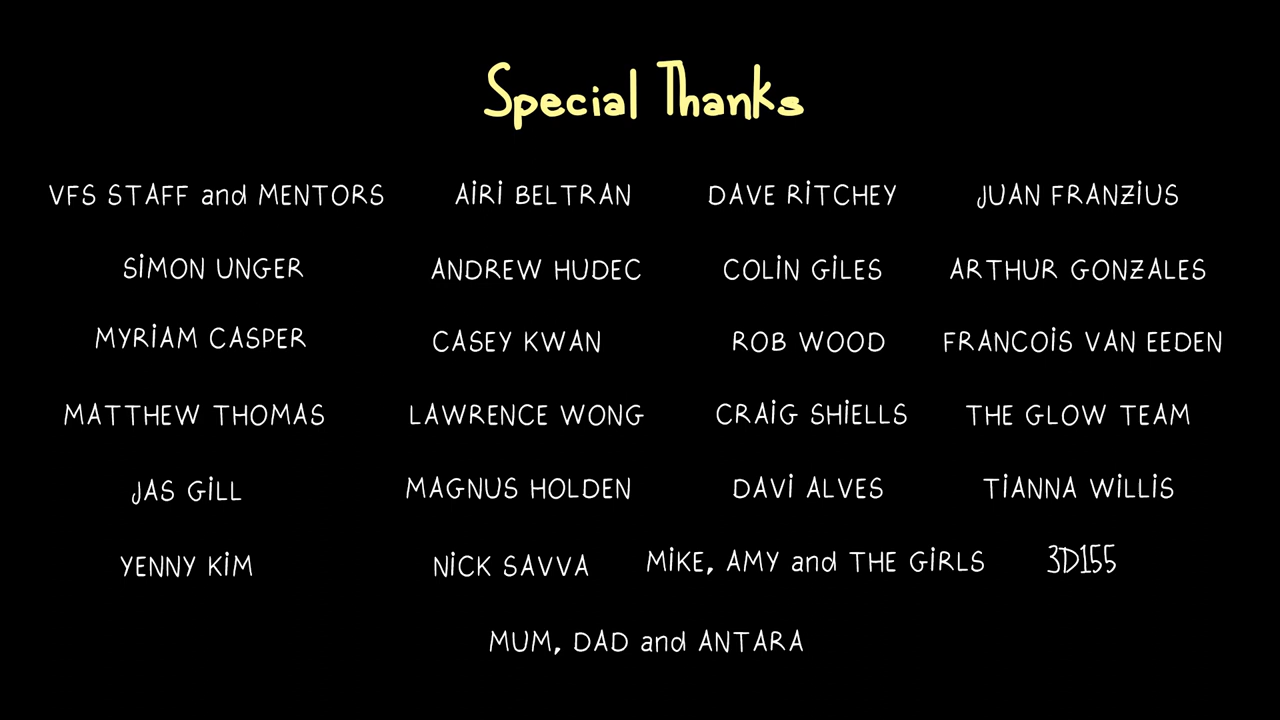 Special Thanks
VFS STAFF and MENTORS AiRi BELTRAN DAVE RiTCHEY JUAN FRANZiUS
SiMON UNGER ANDREW HUDEC COLiN GiLES ARTHUR GONZALES
MYRiAM CASPER CASEY KWAN ROB WOOD FRANCOiS VAN EEDEN
MATTHEW THOMAS LAWRENCE WONG CRAiG SHiELLS THE GLOW TEAM
JAS GiLL MAGNUS HOLDEN DAVi ALVES TiANNA WiLLiS
YENNY KiM NiCK SAVVA MiKE, AMY and THE GiRLS 3D155
MUM, DAD and ANTARA